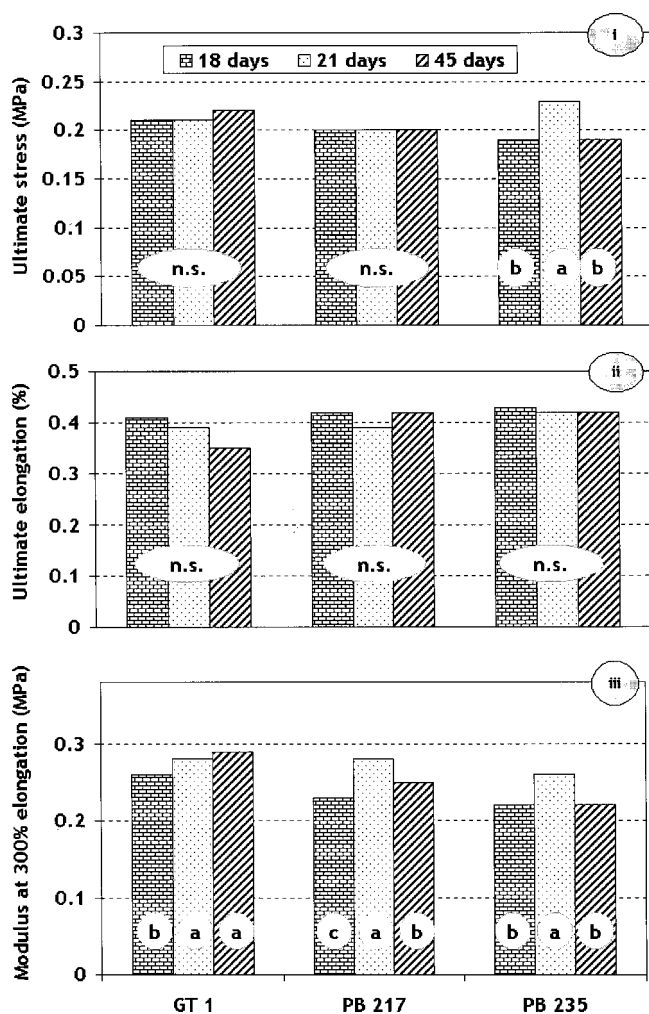 i
0.3
18 days 21 days 45 days
0.25
0.2
0.15
0.1
0.05
0
Ultimate stress (MPa)
n.s. n.s. b a b
ii
0.5
0.4
0.3
0.2
0.1
0
Ultimate elongation (%)
n.s. n.s. n.s.
iii
0.3
0.2
0.1
0
Modulus at 300% elongation (MPa)
b a a c a b b a b
GT 1 PB 217 PB 235